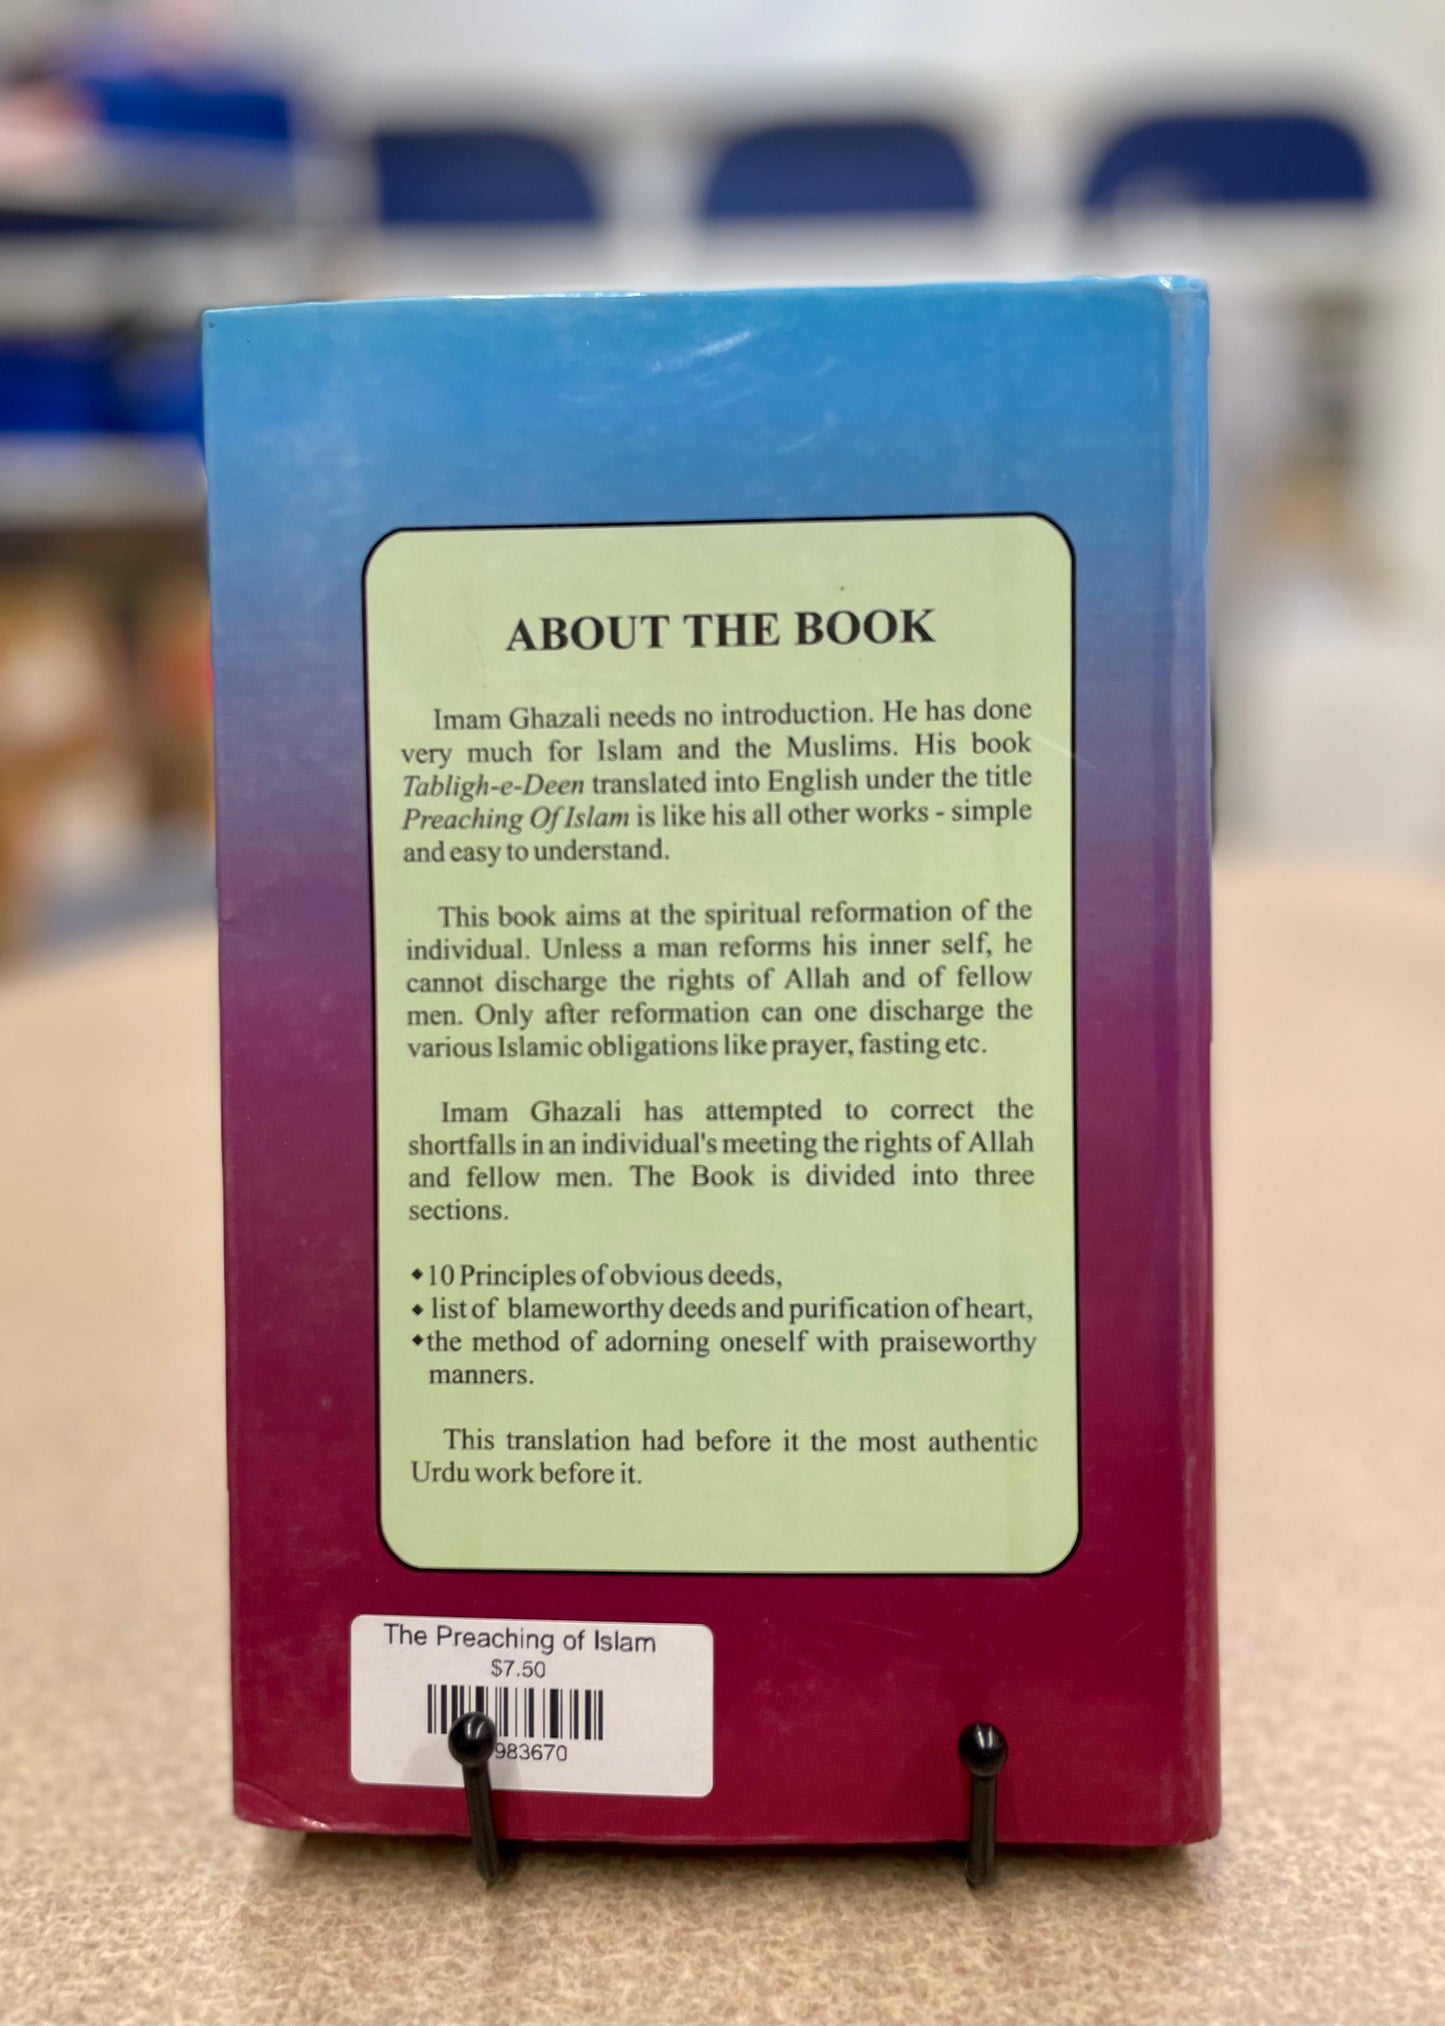 ABOUT THE BOOK
Imam Ghazali needs no introduction. He has done
very much for Islam and the Muslims. His book
Tabligh-e-Deen translated into English under the title
Preaching Of Islam is like his all other works - simple
and easy to understand.
This book aims at the spiritual reformation of the
individual. Unless a man reforms his inner self, he
cannot discharge the rights of Allah and of fellow
men. Only after reformation can one discharge the
various Islamic obligations like prayer, fasting etc.
Imam Ghazali has attempted to correct the
shortfalls in an individual's meeting the rights of Allah
and fellow men. The Book is divided into three
sections.
◆10 Principles of obvious deeds,
◆ list of blameworthy deeds and purification of heart,
◆the method of adorning oneself with praiseworthy
manners.
This translation had before it the most authentic
Urdu work before it.
The Preaching of Islam
$7.50
983670